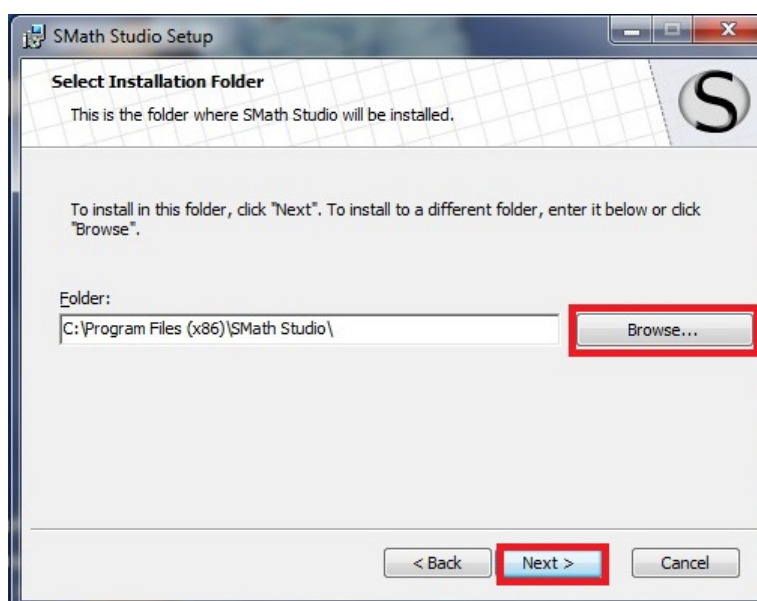 SMath Studio Setup
Select Installation Folder
This is the folder where SMath Studio will be installed.
S
To install in this folder, click "Next". To install to a different folder, enter it below or click
"Browse".
Folder:
C:\Program Files (x86)\SMath Studio\
Browse...
< Back
Next >
Cancel